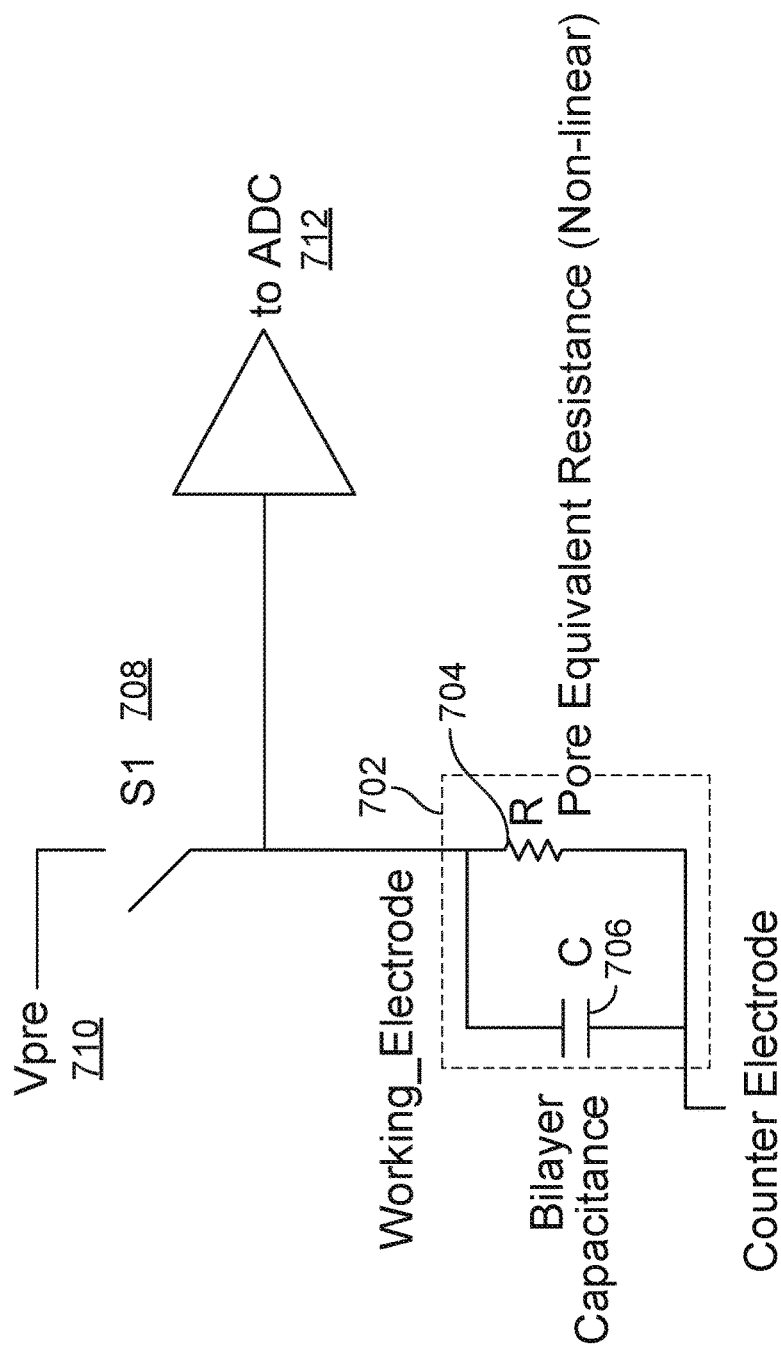 Vpre
710
S1 708
to ADC
712
Working_Electrode
702
704
R
Pore Equivalent Resistance (Non-linear)
C
706
Bilayer
Capacitance
Counter Electrode